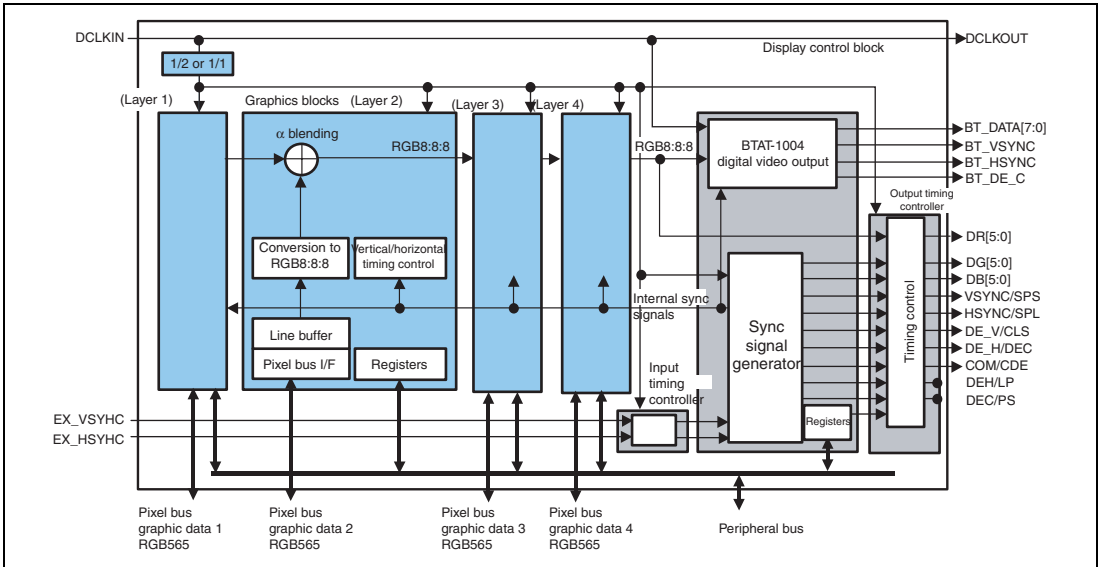 DCLKIN
Display control block
DCLKOUT
1/2 or 1/1
(Layer 1)
Graphics blocks
(Layer 2)
(Layer 3)
(Layer 4)
α blending
RGB8:8:8
RGB8:8:8
BTAT-1004
digital video output
BT_DATA[7:0]
BT_VSYNC
BT_HSYNC
BT_DE_C
Output timing
controller
Conversion to
RGB8:8:8
Vertical/horizontal
timing control
Internal sync
signals
Line buffer
Pixel bus I/F
Registers
Sync
signal
generator
Timing control
DR[5:0]
DG[5:0]
DB[5:0]
VSYNC/SPS
HSYNC/SPL
DE_V/CLS
DE_H/DEC
COM/CDE
DEH/LP
DEC/PS
Input
timing
controller
Registers
EX_VSYHC
EX_HSYHC
Pixel bus
graphic data 1
RGB565
Pixel bus
graphic data 2
RGB565
Pixel bus
graphic data 3
RGB565
Pixel bus
graphic data 4
RGB565
Peripheral bus